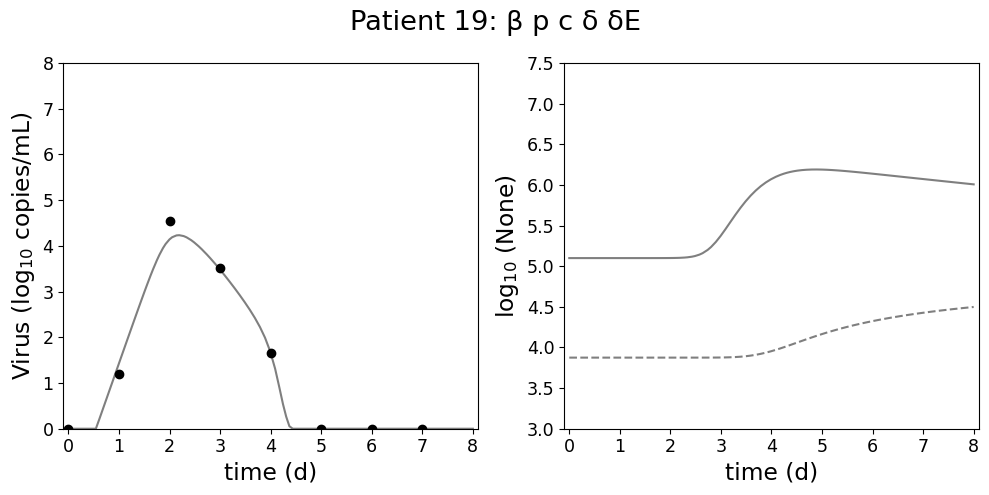 Patient 19: β p c δ δE
Virus (log₁₀ copies/mL)
8
7
6
5
4
3
2
1
0
0 1 2 3 4 5 6 7 8
time (d)
log₁₀ (None)
7.5
7.0
6.5
6.0
5.5
5.0
4.5
4.0
3.5
3.0
0 1 2 3 4 5 6 7 8
time (d)